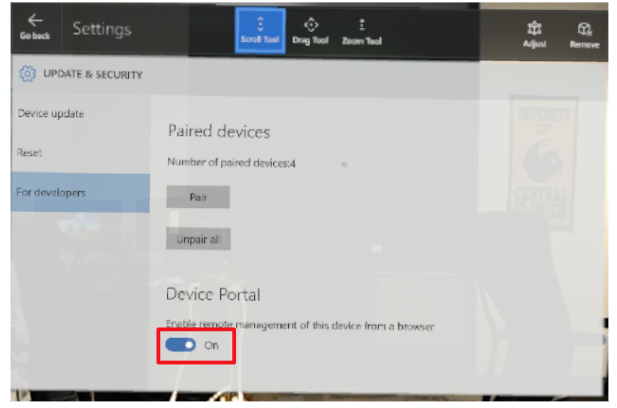 Go back
Settings
Scroll Tool
Drag Tool
Zoom Tool
Adjust
Remove
UPDATE & SECURITY
Device update
Reset
For developers
Paired devices
Number of paired devices:4
Pair
Unpair all
Device Portal
Enable remote management of this device from a browser
On
UNIVERSITY
OF
CENTRAL
FLORIDA